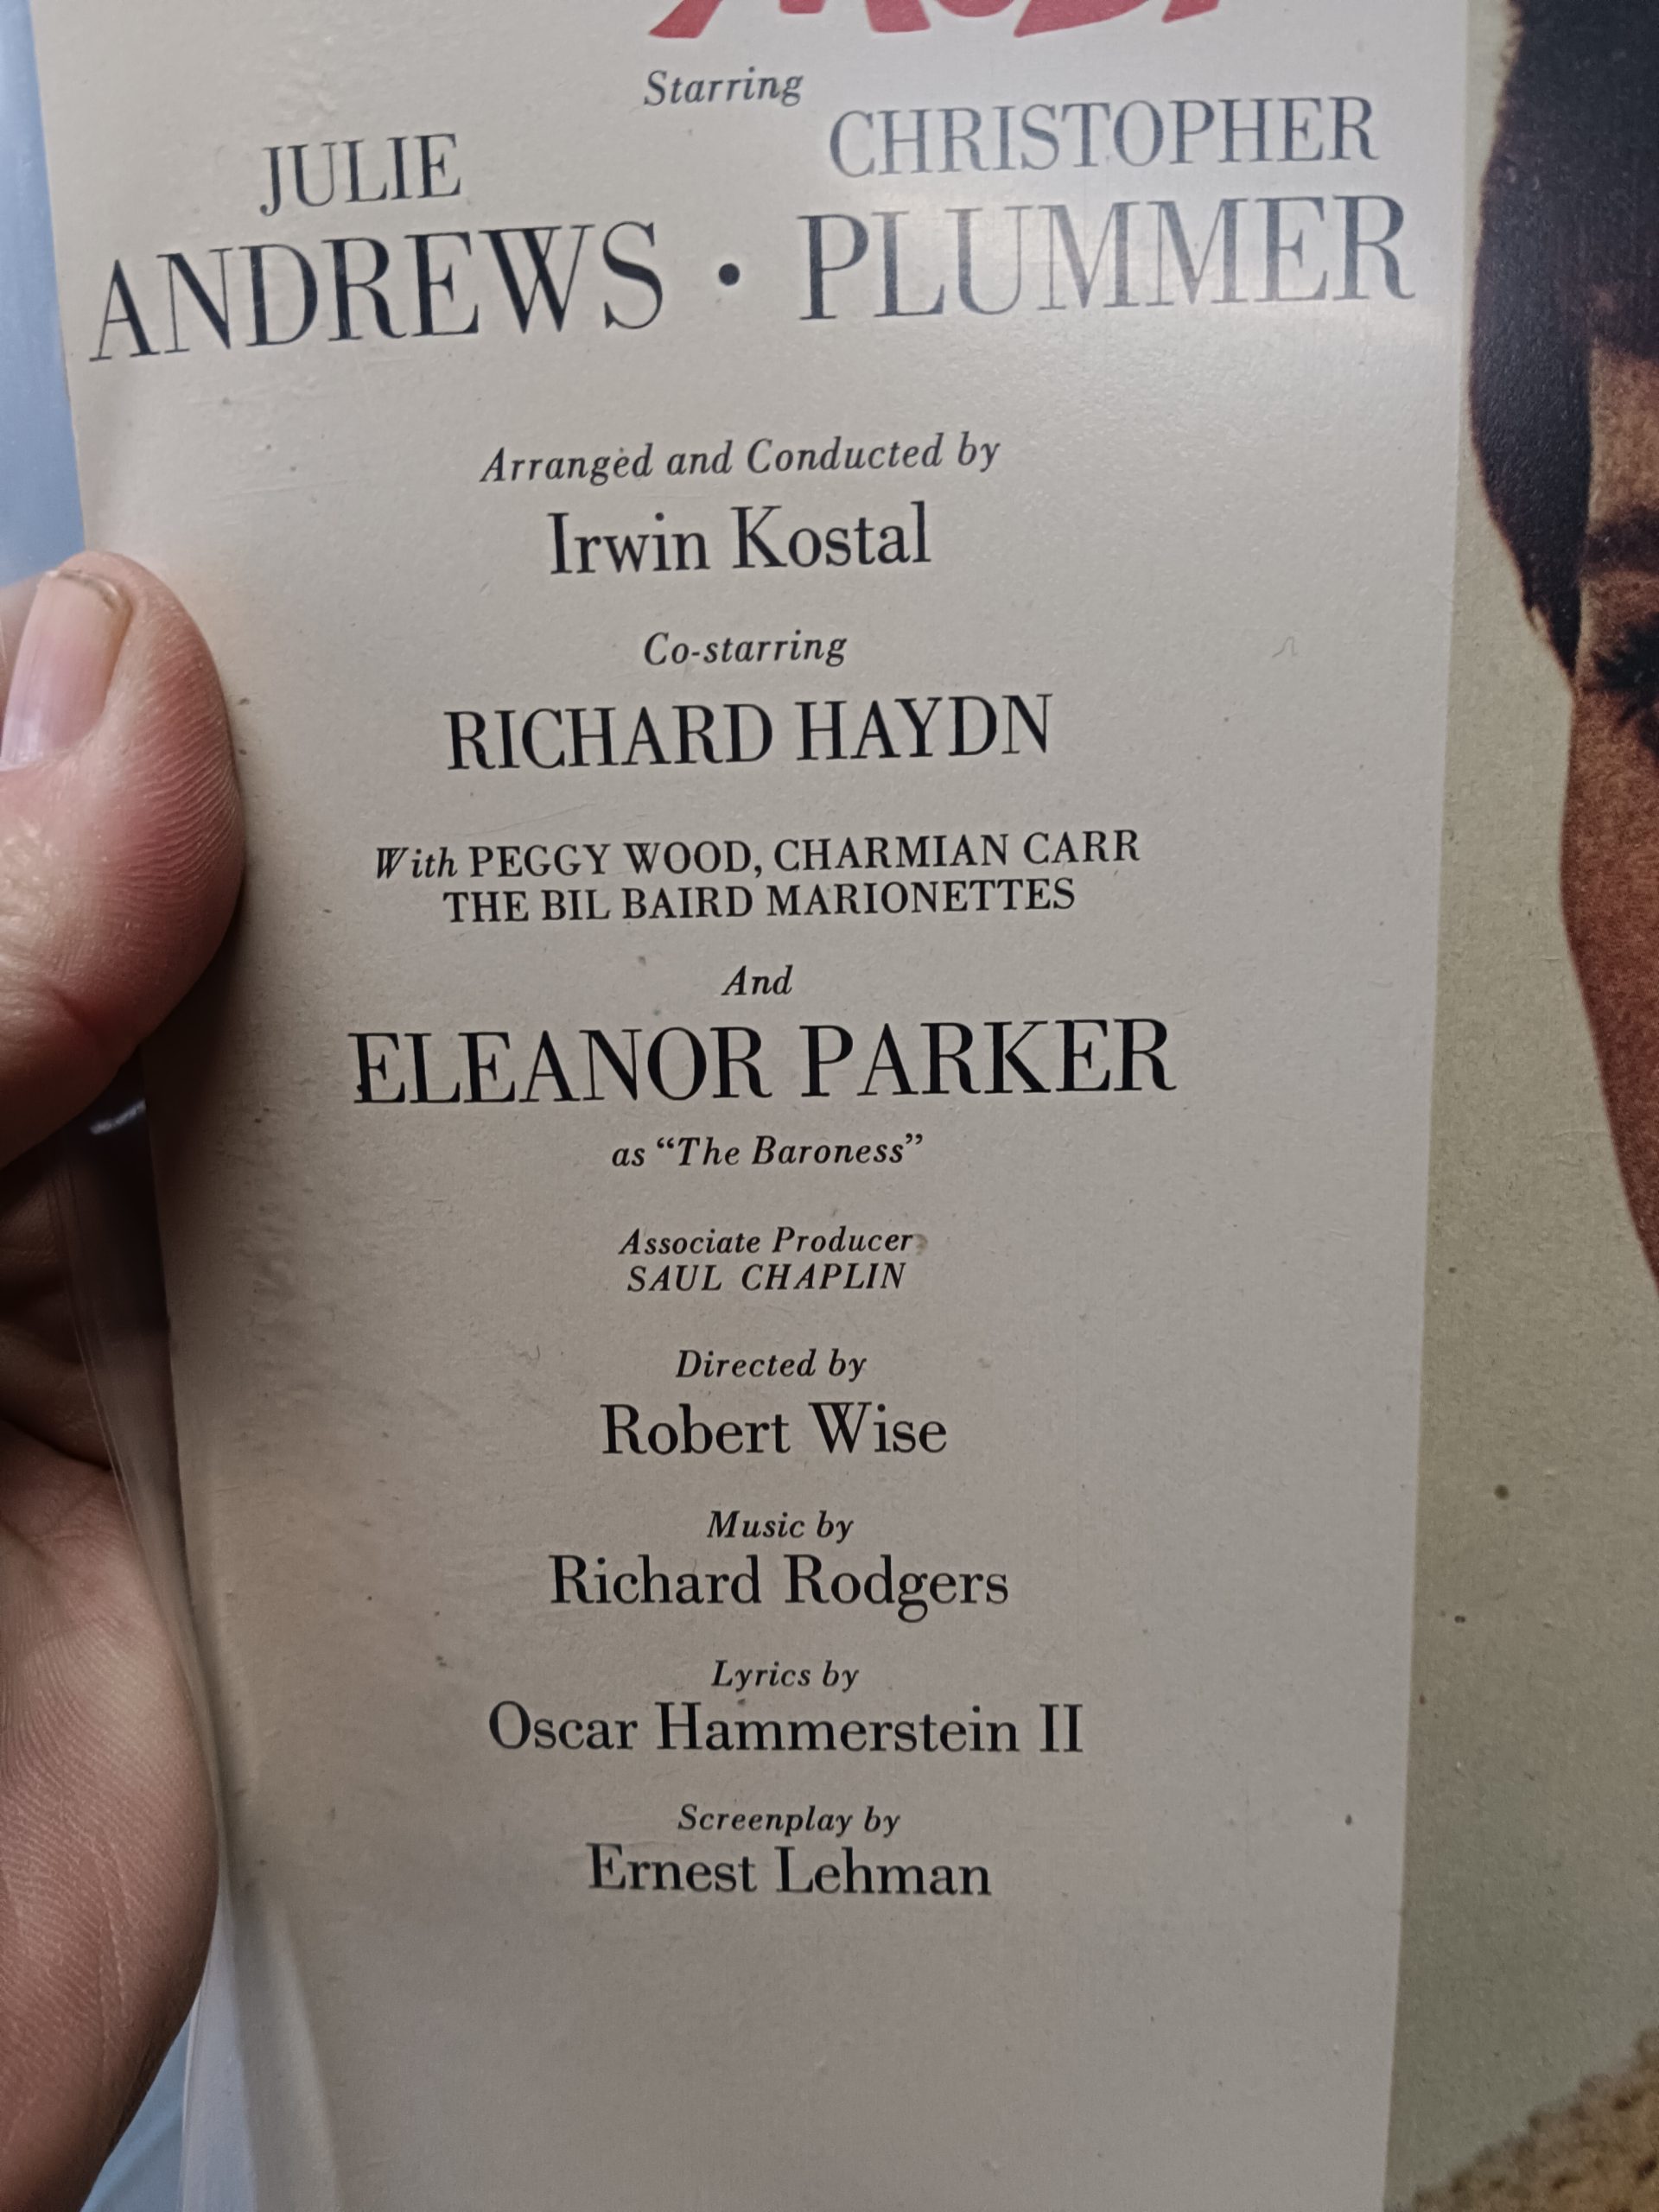 Starring
JULIE
ANDREWS • CHRISTOPHER
PLUMMER
Arranged and Conducted by
Irwin Kostal
Co-starring
RICHARD HAYDN
With PEGGY WOOD, CHARMIAN CARR
THE BIL BAIRD MARIONETTES
And
ELEANOR PARKER
as “The Baroness”
Associate Producer
SAUL CHAPLIN
Directed by
Robert Wise
Music by
Richard Rodgers
Lyrics by
Oscar Hammerstein II
Screenplay by
Ernest Lehman